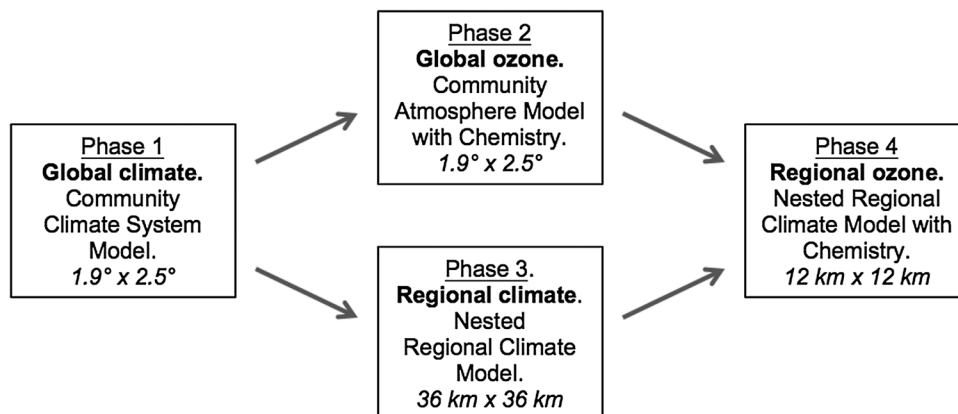 Phase 1
Global climate.
Community
Climate System
Model.
1.9° x 2.5°
Phase 2
Global ozone.
Community
Atmosphere Model
with Chemistry.
1.9° x 2.5°
Phase 3.
Regional climate.
Nested
Regional Climate
Model.
36 km x 36 km
Phase 4
Regional ozone.
Nested Regional
Climate Model with
Chemistry.
12 km x 12 km